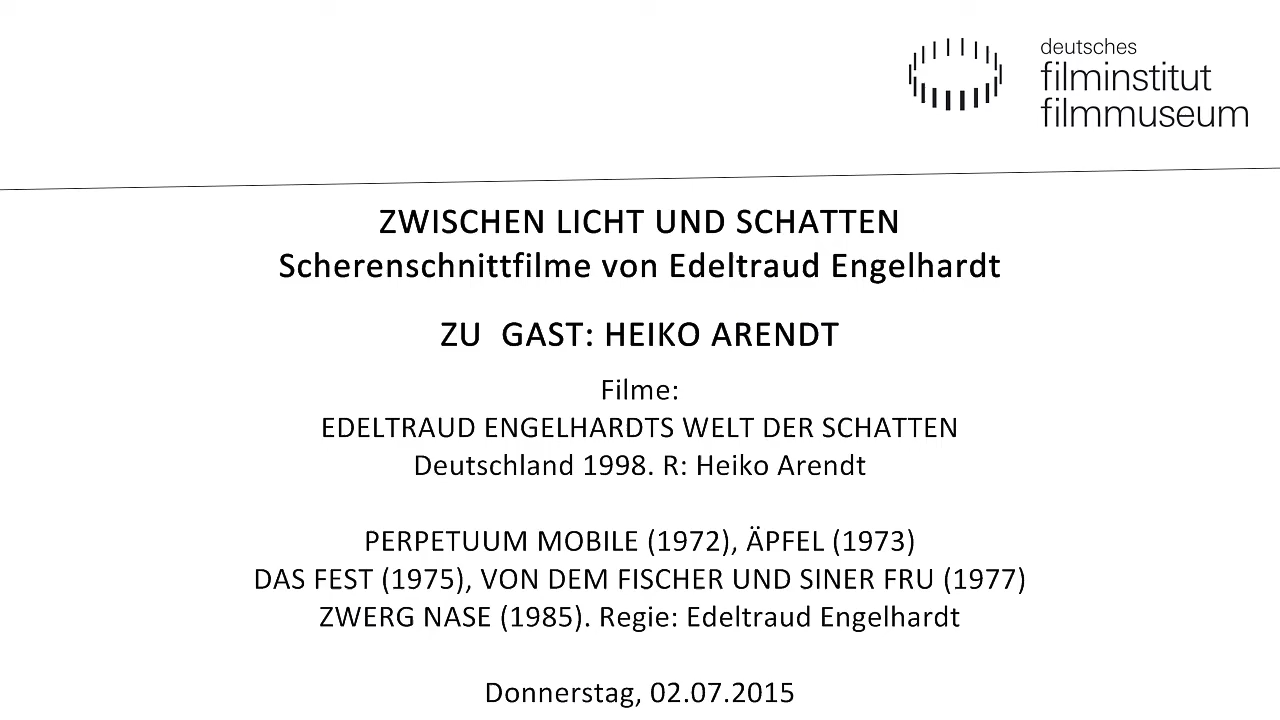 deutsches
filminstitut
filmmuseum
ZWISCHEN LICHT UND SCHATTEN
Scherenschnittfilme von Edeltraud Engelhardt
ZU GAST: HEIKO ARENDT
Filme:
EDELTRAUD ENGELHARDTS WELT DER SCHATTEN
Deutschland 1998. R: Heiko Arendt
PERPETUUM MOBILE (1972), ÄPFEL (1973)
DAS FEST (1975), VON DEM FISCHER UND SINER FRU (1977)
ZWERG NASE (1985). Regie: Edeltraud Engelhardt
Donnerstag, 02.07.2015